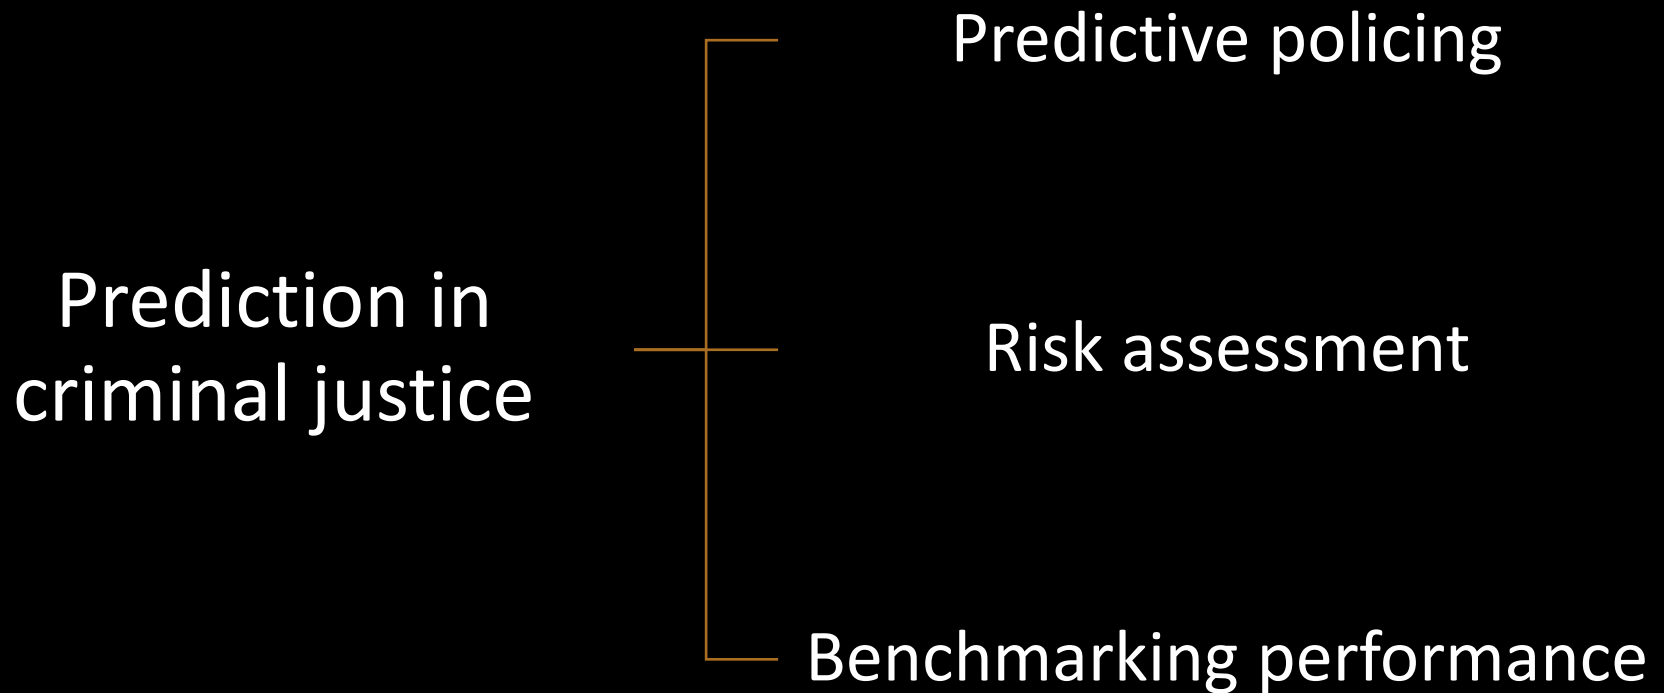 Prediction in
criminal justice
Predictive policing
Risk assessment
Benchmarking performance